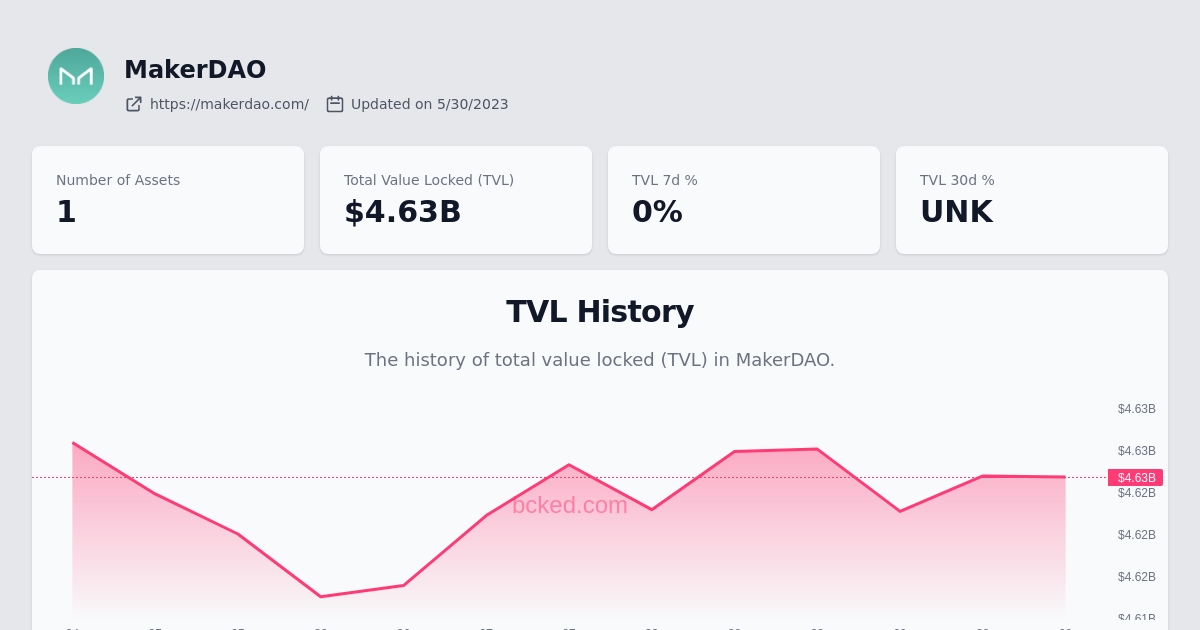 MakerDAO
https://makerdao.com/ Updated on 5/30/2023
Number of Assets
1
Total Value Locked (TVL)
$4.63B
TVL 7d %
0%
TVL 30d %
UNK
TVL History
The history of total value locked (TVL) in MakerDAO.
$4.63B
$4.63B
$4.63B
$4.62B
bcked.com
$4.62B
$4.62B
$4.61B